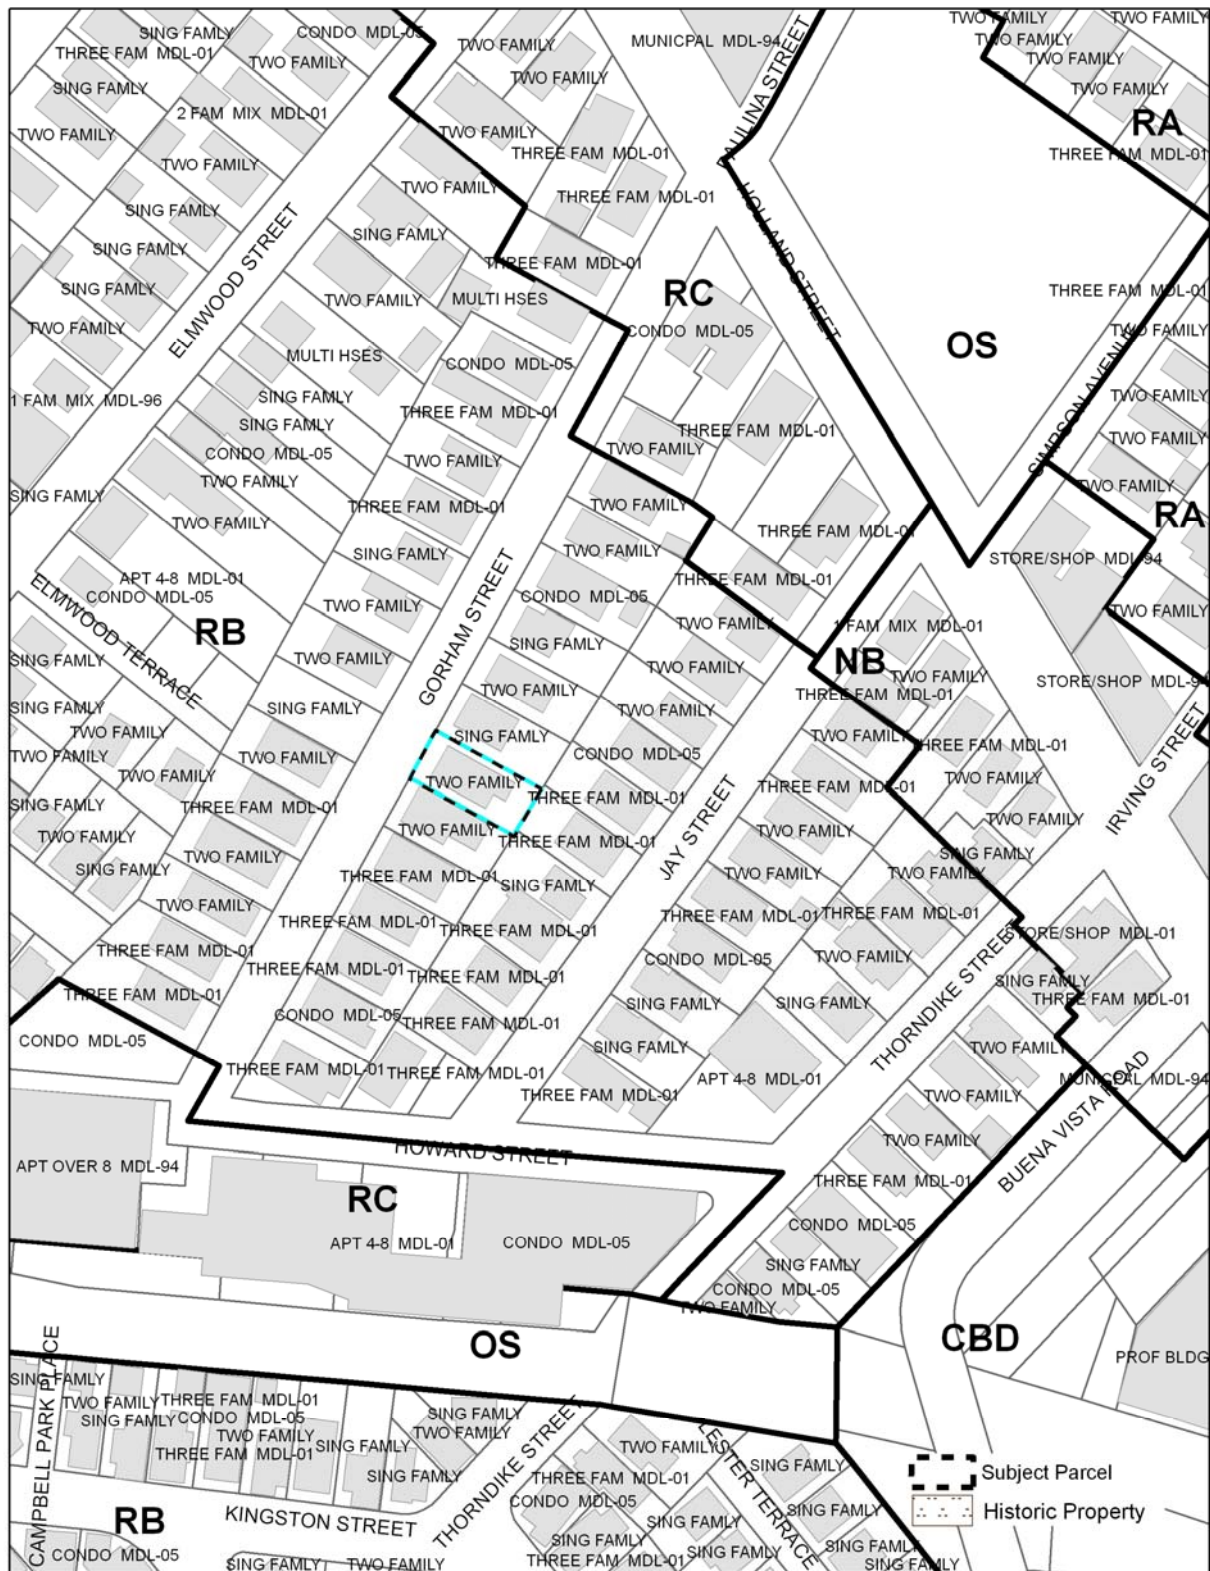 SING FAMLY
CONDO MDL-05
TWO FAMILY
MUNICPAL MDL-94
PAULINA STREET
TWO FAMILY
TWO FAMILY
THREE FAM MDL-01
TWO FAMILY
TWO FAMILY
TWO FAMILY
TWO FAMILY
SING FAMLY
2 FAM MIX MDL-01
TWO FAMILY
TWO FAMILY
RA
TWO FAMILY
TWO FAMILY
THREE FAM MDL-01
THREE FAM MDL-01
TWO FAMILY
TWO FAMILY
THREE FAM MDL-01
HOLLAND STREET
SING FAMLY
SING FAMLY
SING FAMLY
ELMWOOD STREET
THREE FAM MDL-01
SING FAMLY
TWO FAMILY
MULTI HSES
RC
THREE FAM MDL-01
TWO FAMILY
CONDO MDL-05
TWO FAMILY
OS
MULTI HSES
CONDO MDL-05
SIMPSON AVENUE
1 FAM MIX MDL-96
SING FAMLY
TWO FAMILY
THREE FAM MDL-01
SING FAMLY
THREE FAM MDL-01
TWO FAMILY
CONDO MDL-05
TWO FAMILY
TWO FAMILY
TWO FAMILY
SING FAMLY
TWO FAMILY
THREE FAM MDL-01
TWO FAMILY
RA
TWO FAMILY
THREE FAM MDL-01
SING FAMLY
TWO FAMILY
STORE/SHOP MDL-94
APT 4-8 MDL-01
CONDO MDL-05
ELMWOOD TERRACE
GORHAM STREET
CONDO MDL-05
THREE FAM MDL-01
TWO FAMILY
TWO FAMILY
RB
TWO FAMILY
1 FAM MIX MDL-01
SING FAMLY
SING FAMLY
TWO FAMILY
TWO FAMILY
NB
TWO FAMILY
STORE/SHOP MDL-94
TWO FAMILY
THREE FAM MDL-01
SING FAMLY
SING FAMLY
TWO FAMILY
TWO FAMILY
SING FAMLY
TWO FAMILY
THREE FAM MDL-01
TWO FAMILY
TWO FAMILY
CONDO MDL-05
IRVING STREET
TWO FAMILY
TWO FAMILY
THREE FAM MDL-01
TWO FAMILY
SING FAMLY
THREE FAM MDL-01
THREE FAM MDL-01
JAY STREET
TWO FAMILY
TWO FAMILY
TWO FAMILY
THREE FAM MDL-01
SING FAMLY
SING FAMLY
TWO FAMILY
THREE FAM MDL-01
SING FAMLY
TWO FAMILY
TWO FAMILY
TWO FAMILY
THREE FAM MDL-01
THREE FAM MDL-01
THREE FAM MDL-01
THREE FAM MDL-01
STORE/SHOP MDL-01
THREE FAM MDL-01
THREE FAM MDL-01
THREE FAM MDL-01
CONDO MDL-05
TWO FAMILY
THORNDIKE STREET
SING FAMLY
THREE FAM MDL-01
THREE FAM MDL-01
CONDO MDL-05
THREE FAM MDL-01
SING FAMLY
SING FAMLY
CONDO MDL-05
SING FAMLY
TWO FAMILY
THREE FAM MDL-01
THREE FAM MDL-01
THREE FAM MDL-01
APT 4-8 MDL-01
TWO FAMILY
MUNICPAL MDL-94
BUENA VISTA ROAD
HOWARD STREET
TWO FAMILY
APT OVER 8 MDL-94
RC
THREE FAM MDL-01
APT 4-8 MDL-01
CONDO MDL-05
CONDO MDL-05
SING FAMLY
CONDO MDL-05
TWO FAMILY
OS
CBD
PROF BLDG
CAMPBELL PARK PLACE
SING FAMLY
TWO FAMILY
THREE FAM MDL-01
SING FAMLY
CONDO MDL-05
TWO FAMILY
THREE FAM MDL-01
SING FAMLY
SING FAMLY
TWO FAMILY
SING FAMLY
THORNDIKE STREET
TWO FAMILY
LESTER TERRACE
SING FAMLY
THREE FAM MDL-01
CONDO MDL-05
SING FAMLY
SING FAMLY
Subject Parcel
Historic Property
RB
KINGSTON STREET
SING FAMLY
SING FAMLY
SING FAMLY
CONDO MDL-05
SING FAMLY
TWO FAMILY
THREE FAM MDL-01
SING FAMLY